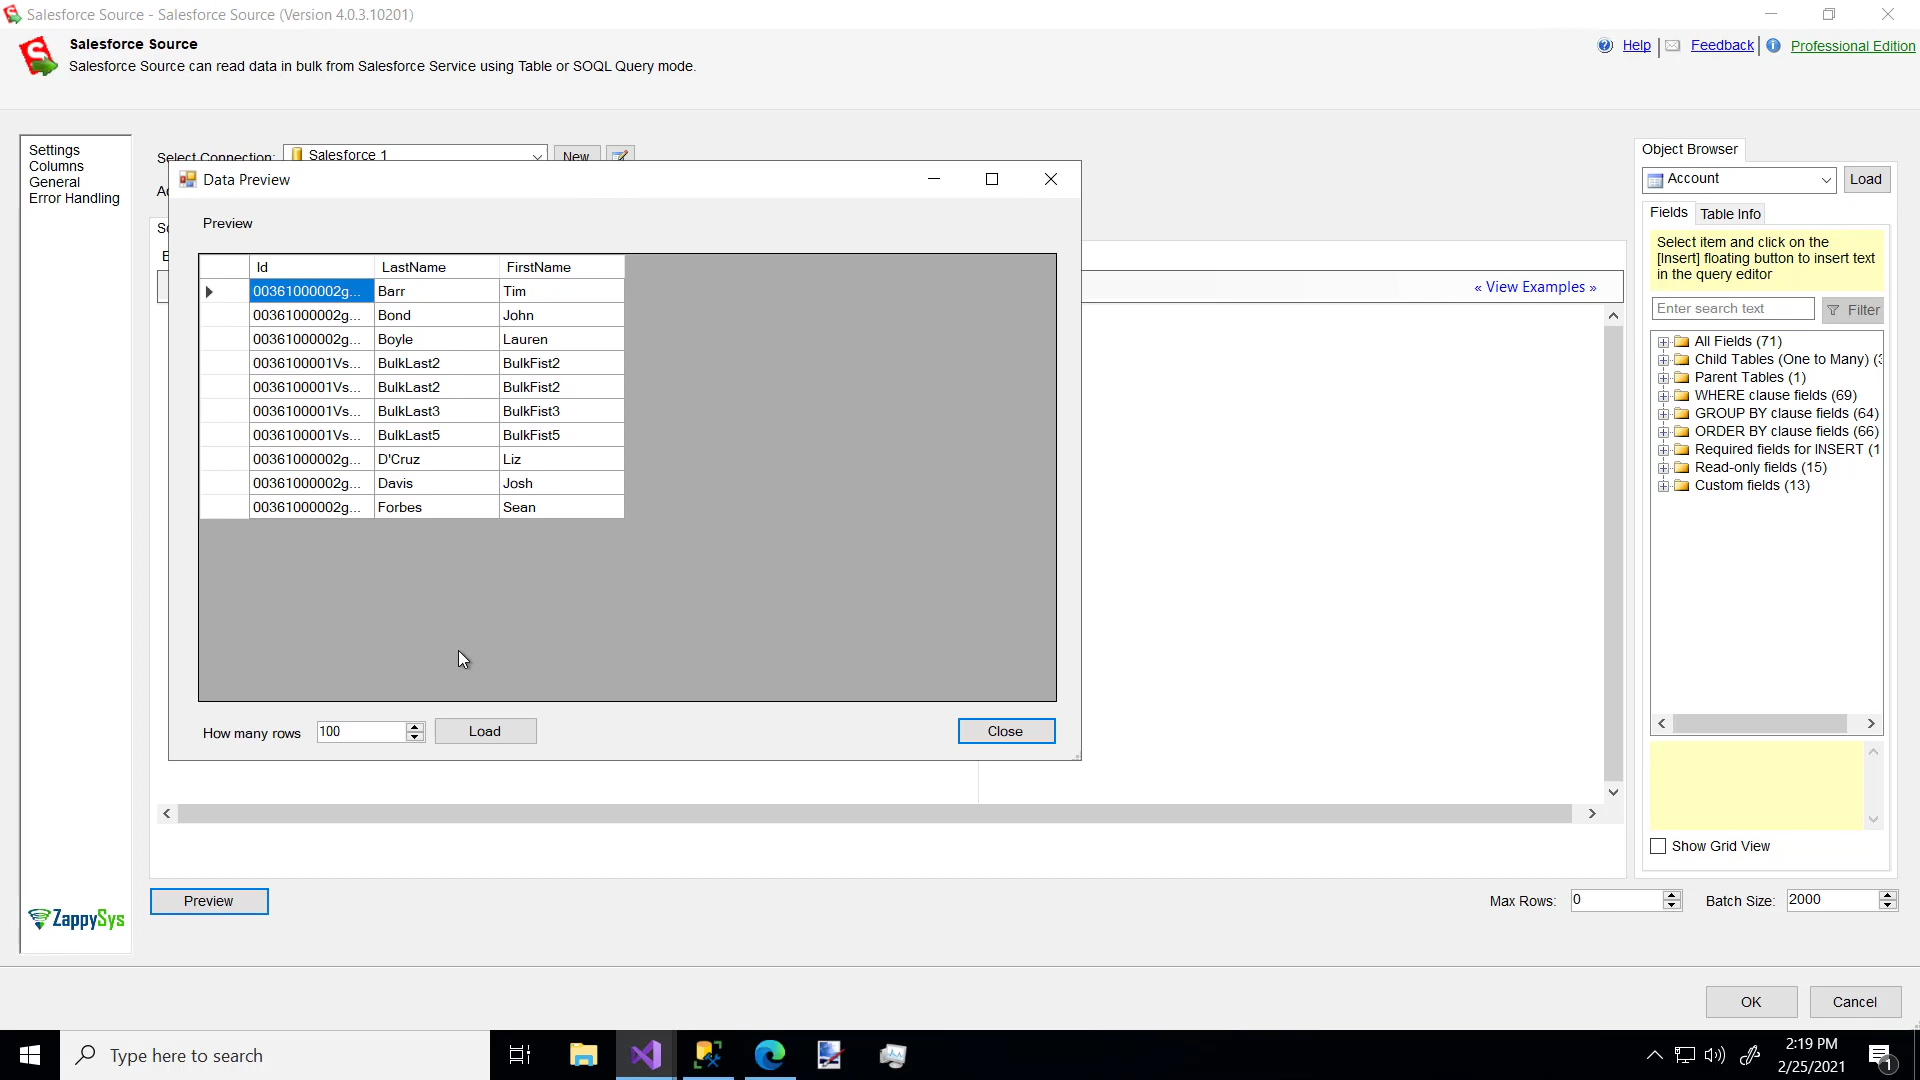 Salesforce Source - Salesforce Source (Version 4.0.3.10201)
Salesforce Source
Salesforce Source can read data in bulk from Salesforce Service using Table or SOQL Query mode.
Help
Feedback
Professional Edition
Settings
Columns
General
Error Handling
ZappySys
Select Connection:
Salesforce 1
New
Data Preview
Preview
Id LastName FirstName
00361000002g... Barr Tim
00361000002g... Bond John
00361000002g... Boyle Lauren
0036100001Vs... BulkLast2 BulkFist2
0036100001Vs... BulkLast2 BulkFist2
0036100001Vs... BulkLast3 BulkFist3
0036100001Vs... BulkLast5 BulkFist5
00361000002g... D'Cruz Liz
00361000002g... Davis Josh
00361000002g... Forbes Sean
How many rows 100 Load Close
« View Examples »
Object Browser
Account
Load
Fields Table Info
Select item and click on the
[Insert] floating button to insert text
in the query editor
Enter search text
Filter
All Fields (71)
Child Tables (One to Many) (
Parent Tables (1)
WHERE clause fields (69)
GROUP BY clause fields (64)
ORDER BY clause fields (66)
Required fields for INSERT (1
Read-only fields (15)
Custom fields (13)
Show Grid View
Preview
Max Rows: 0
Batch Size: 2000
OK
Cancel
Type here to search
2:19 PM
2/25/2021
1